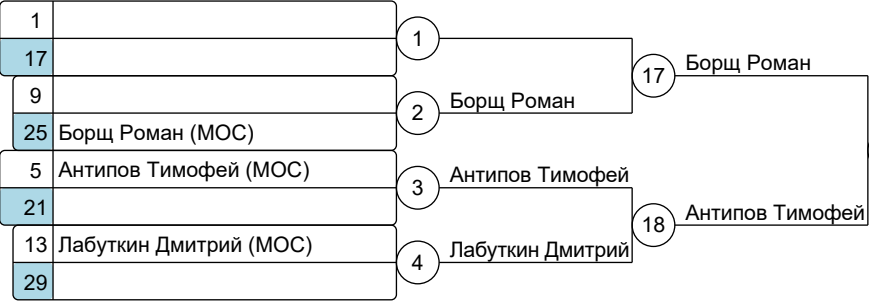 1
17
1
9
25 Борщ Роман (МОС)
2
Борщ Роман
17
Борщ Роман
5 Антипов Тимофей (МОС)
21
3
Антипов Тимофей
13 Лабуткин Дмитрий (МОС)
29
4
Лабуткин Дмитрий
18
Антипов Тимофей